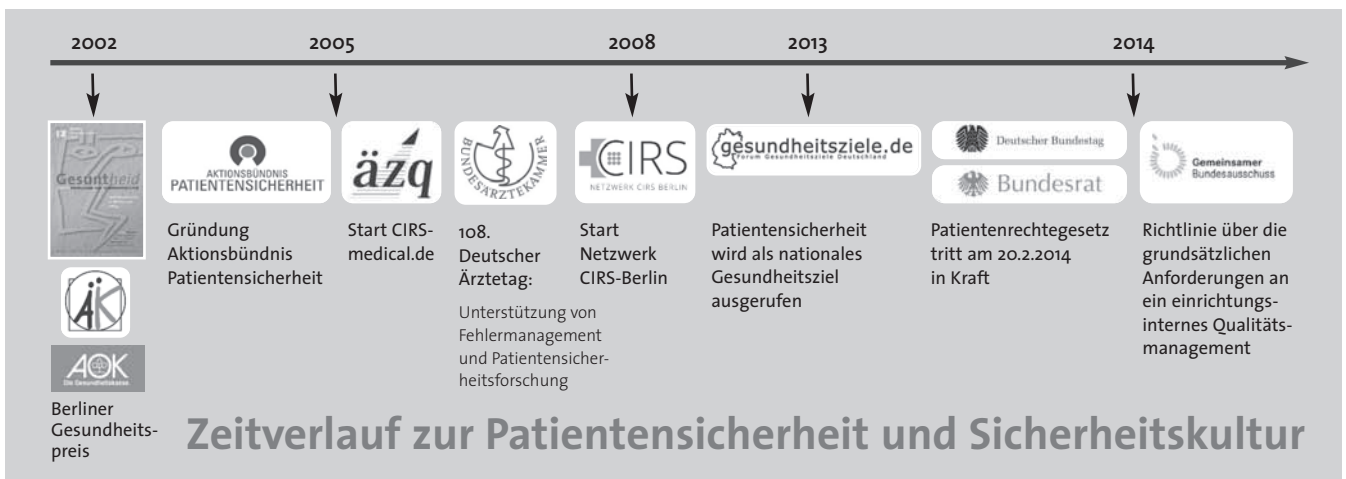 2002
2005
2008
2013
2014
Gesuntheid
ÄK
AOK
Die Gesundheitskasse.
Berliner
Gesundheits-
preis
AKTIONSBÜNDNIS
PATIENTENSICHERHEIT
Gründung
Aktionsbündnis
Patientensicherheit
äzq
Start CIRS-
medical.de
BUNDESÄRZTEKAMMER
108.
Deutscher
Ärztetag:
Unterstützung von
Fehlermanagement
und Patientensicher-
heitsforschung
CIRS
NETZWERK CIRS BERLIN
Start
Netzwerk
CIRS-Berlin
gesundheitsziele.de
Forum Gesundheitsziele Deutschland
Patientensicherheit
wird als nationales
Gesundheitsziel
ausgerufen
Deutscher Bundestag
Bundesrat
Patientenrechtegesetz
tritt am 20.2.2014
in Kraft
Gemeinsamer
Bundesausschuss
Richtlinie über die
grundsätzlichen
Anforderungen an
ein einrichtungs-
internes Qualitäts-
management
Zeitverlauf zur Patientensicherheit und Sicherheitskultur